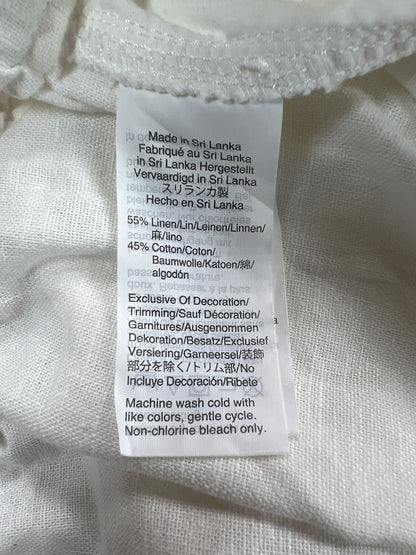 Made in Sri Lanka
Fabriqué au Sri Lanka
in Sri Lanka Hergestellt
Vervaardigd in Sri Lanka
スリランカ製
Hecho en Sri Lanka
55% Linen/Lin/Leinen/Linnen/
麻/lino
45% Cotton/Coton/
Baumwolle/Katoen/綿/
algodón
Exclusive Of Decoration/
Trimming/Sauf Décoration/
Garnitures/Ausgenommen
Dekoration/Besatz/Exclusief
Versiering/Garneersel/装飾
部分を除く/トリム部/No
Incluye Decoración/Ribete
Machine wash cold with
like colors, gentle cycle.
Non-chlorine bleach only.